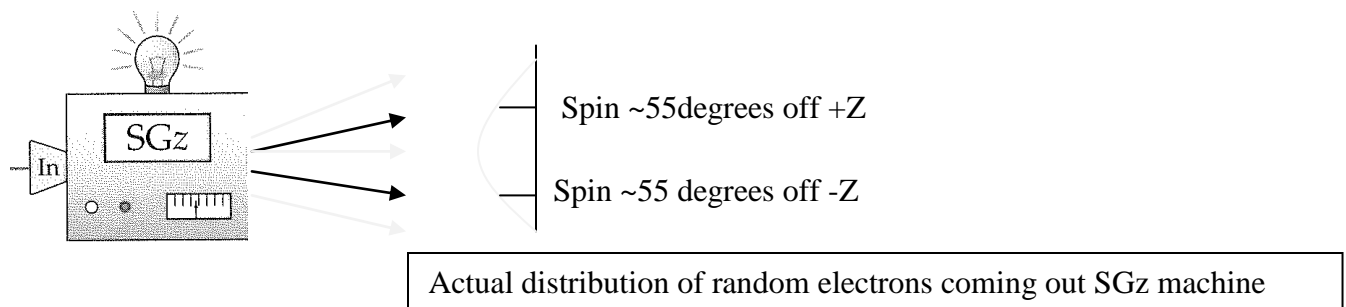 SGz
In
Spin ~55degrees off +Z
Spin ~55 degrees off -Z
Actual distribution of random electrons coming out SGz machine